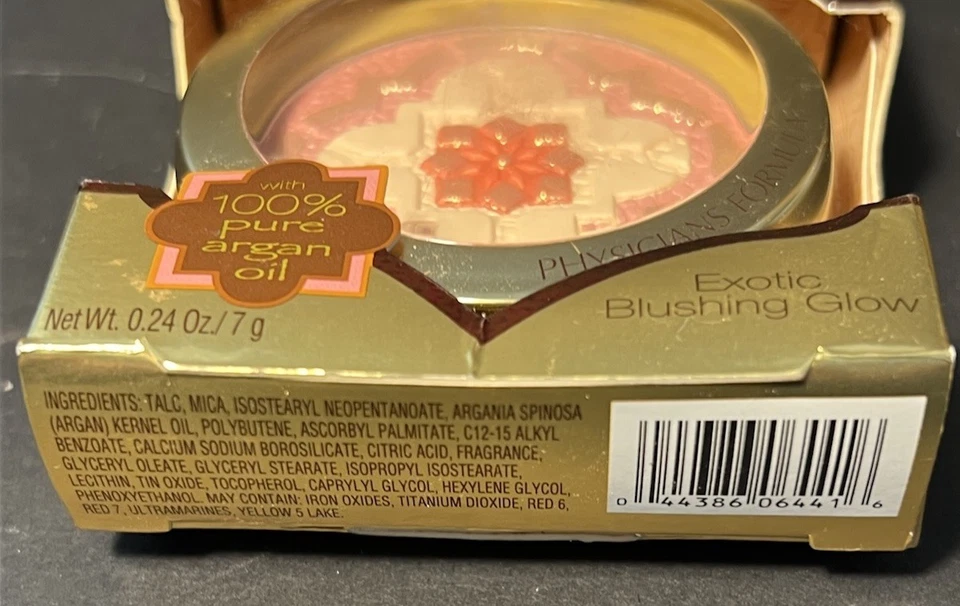 PHYSICIANS FORMULA
with
100%
pure
argan
oil
Exotic
Blushing Glow
Net Wt. 0.24 Oz./ 7 g
INGREDIENTS: TALC, MICA, ISOSTEARYL NEOPENTANOATE, ARGANIA SPINOSA
(ARGAN) KERNEL OIL, POLYBUTENE, ASCORBYL PALMITATE, C12-15 ALKYL
BENZOATE, CALCIUM SODIUM BOROSILICATE, CITRIC ACID, FRAGRANCE,
GLYCERYL OLEATE, GLYCERYL STEARATE, ISOPROPYL ISOSTEARATE,
LECITHIN, TIN OXIDE, TOCOPHEROL, CAPRYLYL GLYCOL, HEXYLENE GLYCOL,
PHENOXYETHANOL. MAY CONTAIN: IRON OXIDES, TITANIUM DIOXIDE, RED 6,
RED 7, ULTRAMARINES, YELLOW 5 LAKE.
0 44386 06441 6